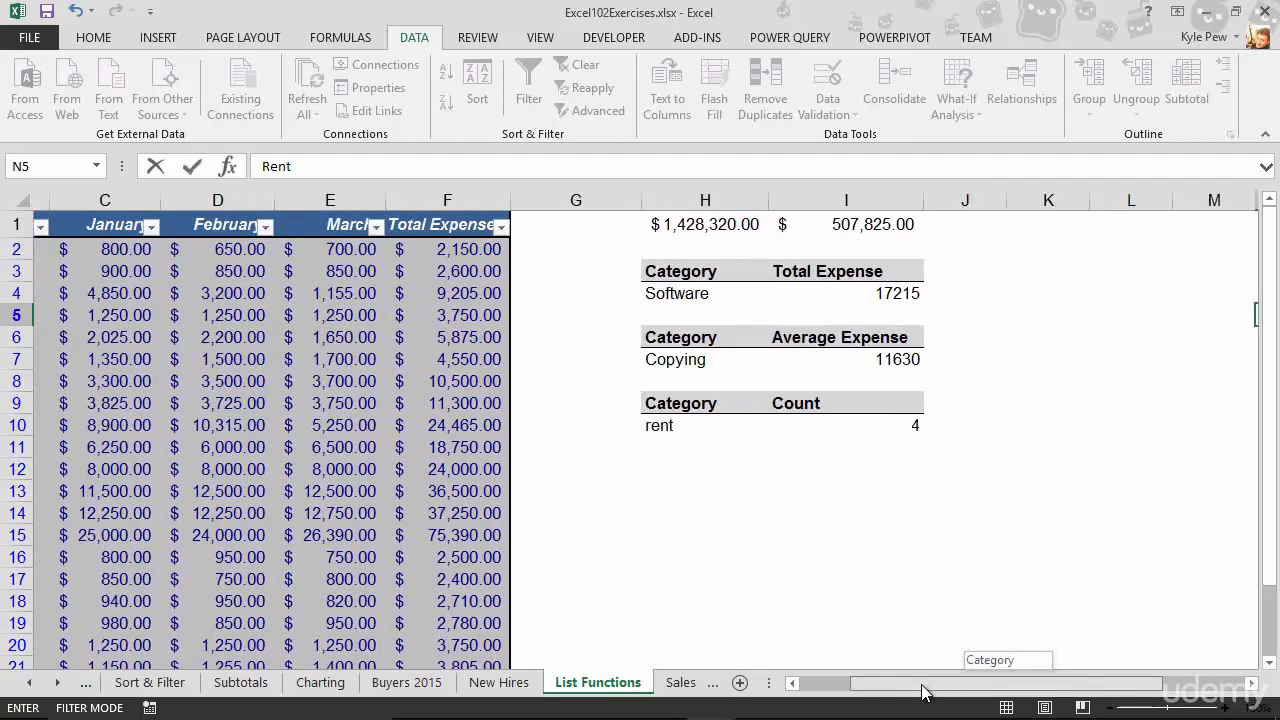 Excel102Exercises.xlsx - Excel
FILE HOME INSERT PAGE LAYOUT FORMULAS DATA REVIEW VIEW DEVELOPER ADD-INS POWER QUERY POWERPIVOT TEAM Kyle Pew
From Access
From Web
From Text
From Other Sources
Existing Connections
Refresh All
Connections
Properties
Edit Links
Sort
Filter
Clear
Reapply
Advanced
Text to Columns
Flash Fill
Remove Duplicates
Data Validation
Consolidate
What-If Analysis
Relationships
Group
Ungroup
Subtotal
Get External Data Connections Sort & Filter Data Tools Outline
N5 fx Rent
C D E F G H I J K L M
1 January February March Total Expense $ 1,428,320.00 $ 507,825.00
2 $ 800.00 $ 650.00 $ 700.00 $ 2,150.00
3 $ 900.00 $ 850.00 $ 850.00 $ 2,600.00 Category Total Expense
4 $ 4,850.00 $ 3,200.00 $ 1,155.00 $ 9,205.00 Software 17215
5 $ 1,250.00 $ 1,250.00 $ 1,250.00 $ 3,750.00
6 $ 2,025.00 $ 2,200.00 $ 1,650.00 $ 5,875.00 Category Average Expense
7 $ 1,350.00 $ 1,500.00 $ 1,700.00 $ 4,550.00 Copying 11630
8 $ 3,300.00 $ 3,500.00 $ 3,700.00 $ 10,500.00
9 $ 3,825.00 $ 3,725.00 $ 3,750.00 $ 11,300.00 Category Count
10 $ 8,900.00 $ 10,315.00 $ 5,250.00 $ 24,465.00 rent 4
11 $ 6,250.00 $ 6,000.00 $ 6,500.00 $ 18,750.00
12 $ 8,000.00 $ 8,000.00 $ 8,000.00 $ 24,000.00
13 $ 11,500.00 $ 12,500.00 $ 12,500.00 $ 36,500.00
14 $ 12,250.00 $ 12,250.00 $ 12,750.00 $ 37,250.00
15 $ 25,000.00 $ 24,000.00 $ 26,390.00 $ 75,390.00
16 $ 800.00 $ 950.00 $ 750.00 $ 2,500.00
17 $ 850.00 $ 750.00 $ 800.00 $ 2,400.00
18 $ 940.00 $ 950.00 $ 820.00 $ 2,710.00
19 $ 980.00 $ 850.00 $ 950.00 $ 2,780.00
20 $ 1,250.00 $ 1,250.00 $ 1,250.00 $ 3,750.00
21 $ 1,150.00 $ 1,255.00 $ 1,400.00 $ 3,805.00
Category
... Sort & Filter Subtotals Charting Buyers 2015 New Hires List Functions Sales ...
ENTER FILTER MODE
udemy